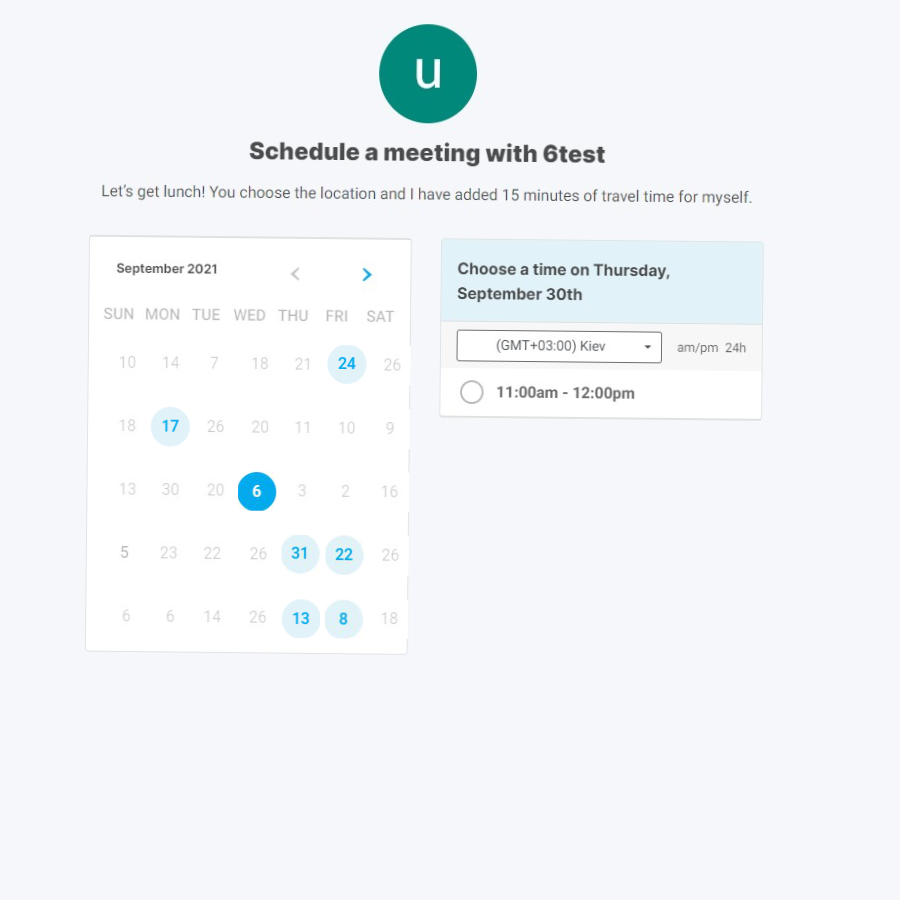 u
Schedule a meeting with 6test
Let's get lunch! You choose the location and I have added 15 minutes of travel time for myself.
September 2021
SUN MON TUE WED THU FRI SAT
10 14 7 18 21 24 26
18 17 26 20 11 10 9
13 30 20 6 3 2 16
5 23 22 26 31 22 26
6 6 14 26 13 8 18
Choose a time on Thursday,
September 30th
(GMT+03:00) Kiev am/pm 24h
11:00am - 12:00pm